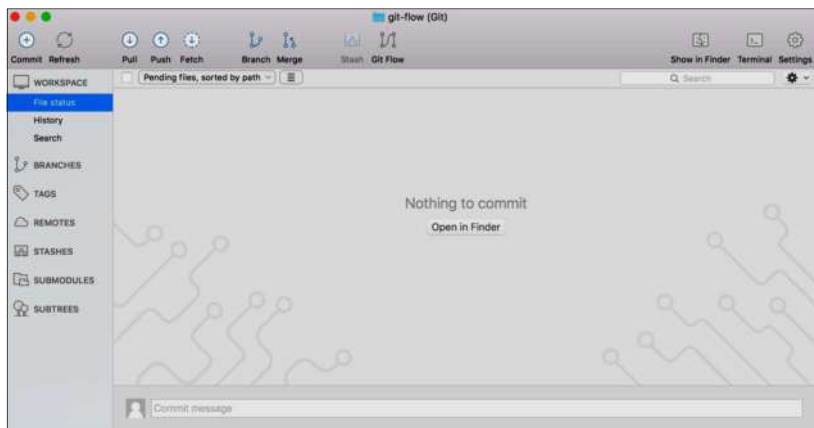 git-flow (Git)
Commit Refresh Pull Push Fetch Branch Merge Stash Git Flow Show in Finder Terminal Settings
WORKSPACE
Pending files, sorted by path
Search
File status
History
Search
BRANCHES
TAGS
REMOTES
STASHES
SUBMODULES
SUBTREES
Nothing to commit
Open in Finder
Commit message